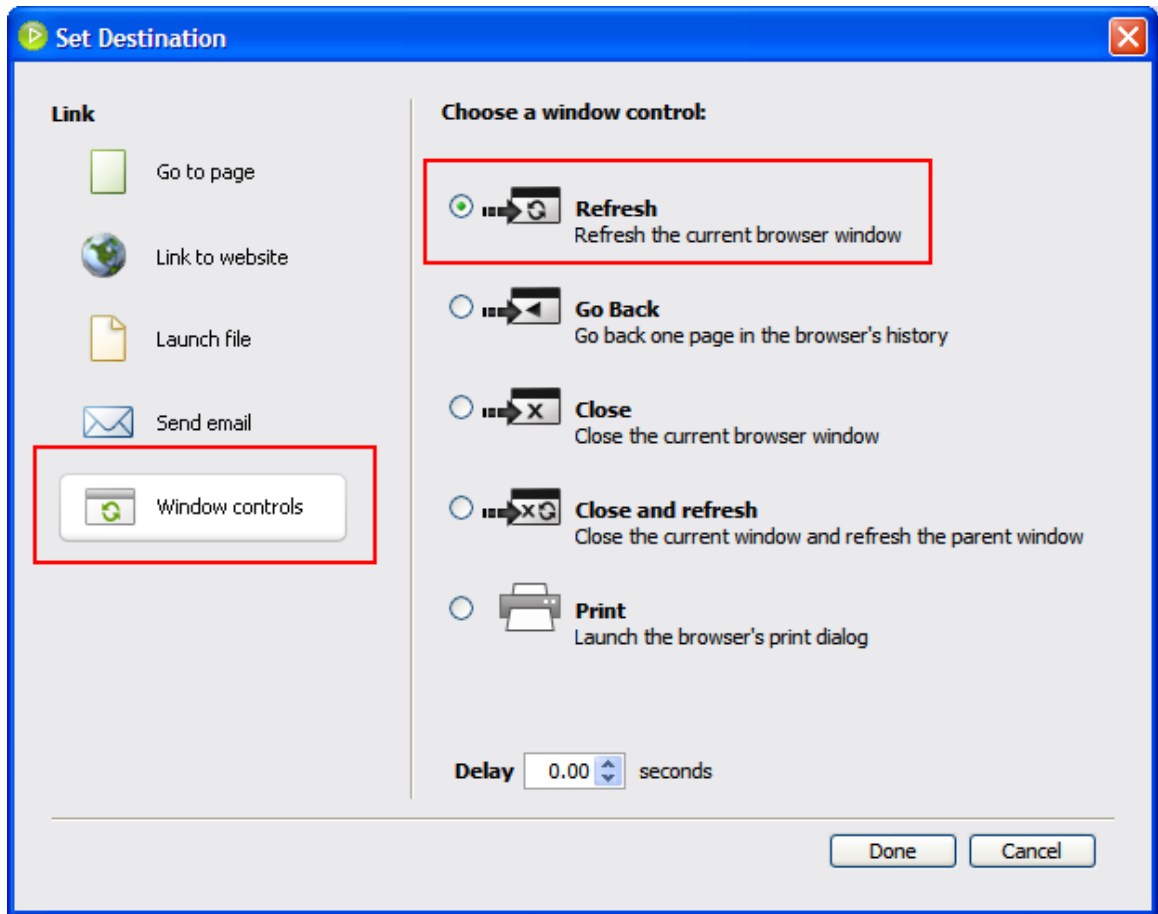 Set Destination
Link
Go to page
Link to website
Launch file
Send email
Window controls
Choose a window control:
Refresh
Refresh the current browser window
Go Back
Go back one page in the browser's history
Close
Close the current browser window
Close and refresh
Close the current window and refresh the parent window
Print
Launch the browser's print dialog
Delay 0.00 seconds
Done Cancel